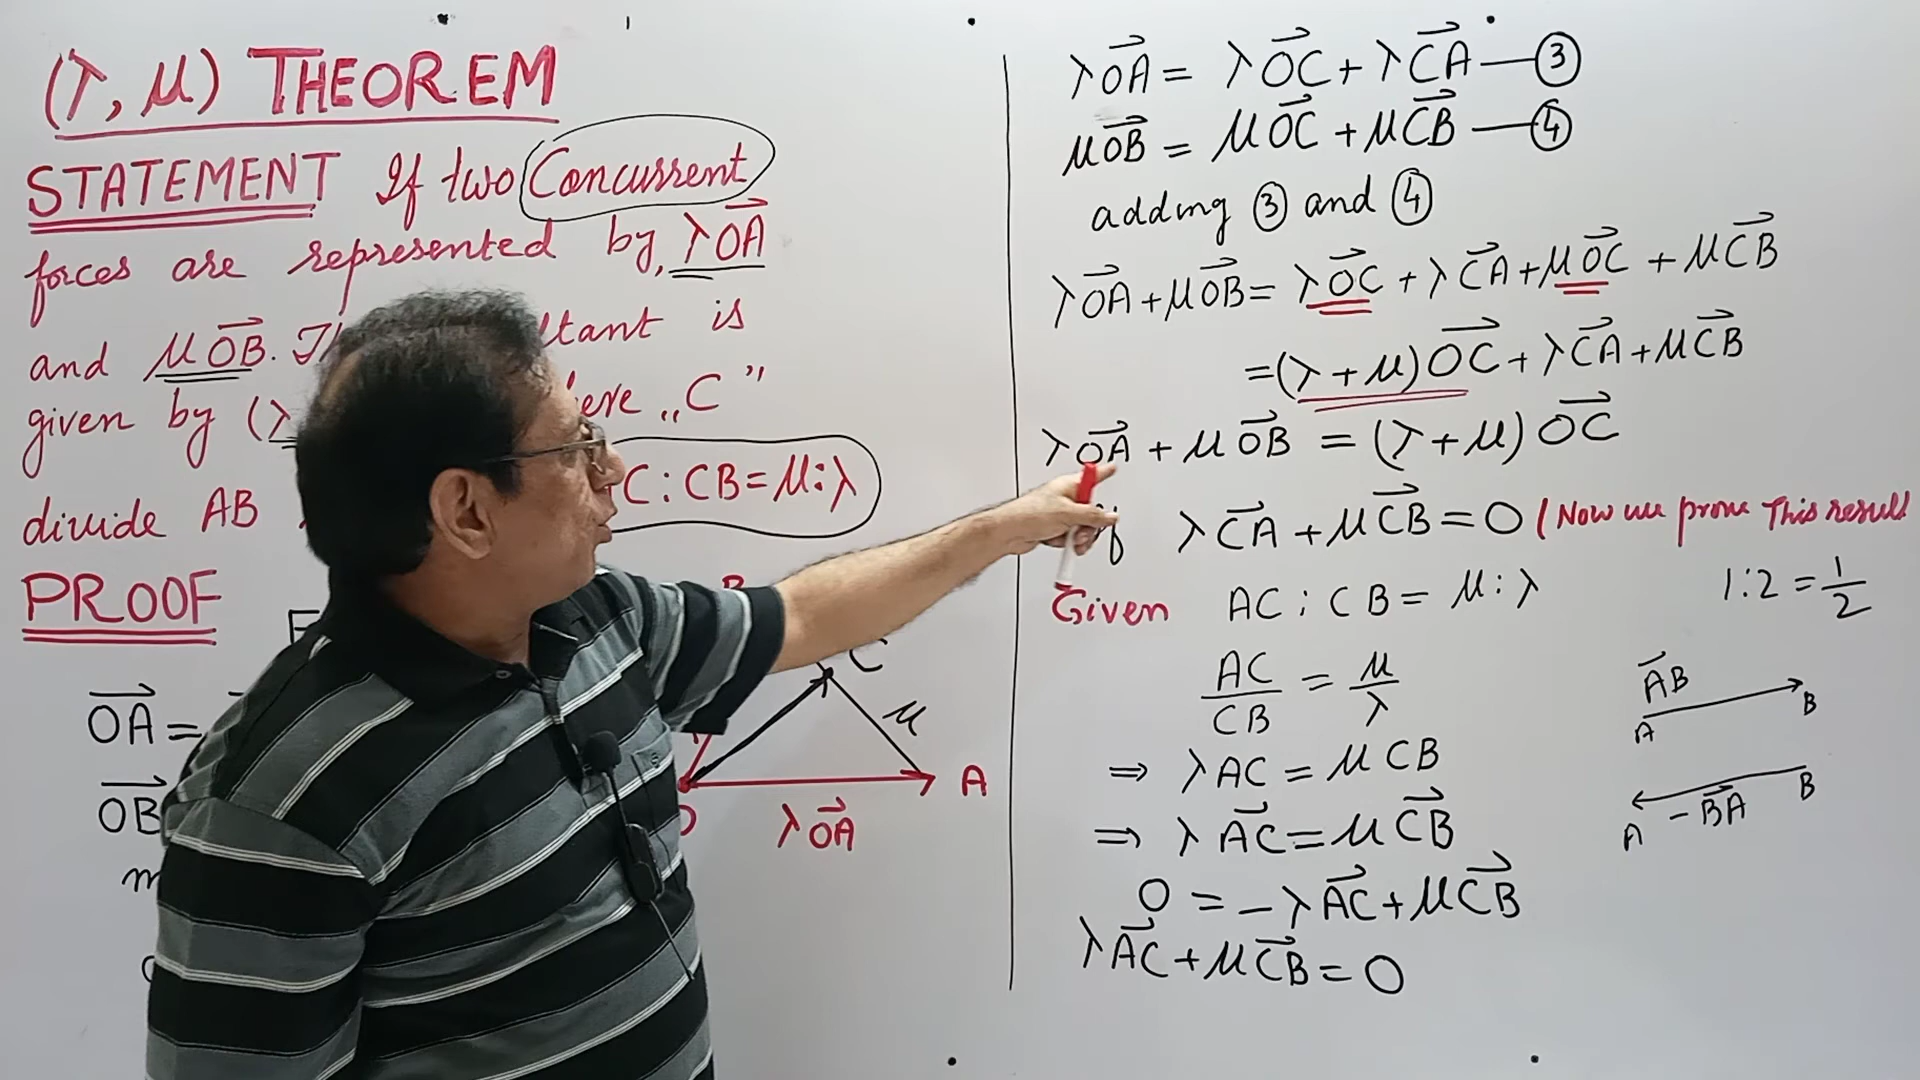 (λ, μ) THEOREM
STATEMENT If two Concurrent
forces are represented by, λOA⃗
and μOB⃗. ltant is
given by (λ ere „C"
divide AB C : CB = μ : λ
PROOF
OA⃗ =
OB⃗
B
C
μ
A
λOA⃗
λOA⃗ = λOC⃗ + λCA⃗ — ③
μOB⃗ = μOC⃗ + μCB⃗ — ④
adding ③ and ④
λOA⃗ + μOB⃗ = λOC⃗ + λCA⃗ + μOC⃗ + μCB⃗
= (λ + μ) OC⃗ + λCA⃗ + μCB⃗
λOA⃗ + μOB⃗ = (λ + μ) OC⃗
λCA⃗ + μCB⃗ = 0 (Now we prove This result
Given AC : CB = μ : λ
1 : 2 = 1/2
AC/CB = μ/λ
⇒ λAC = μCB
⇒ λAC⃗ = μCB⃗
0 = -λAC⃗ + μCB⃗
λAC⃗ + μCB⃗ = 0
AB⃗
A B
B
A -BA⃗